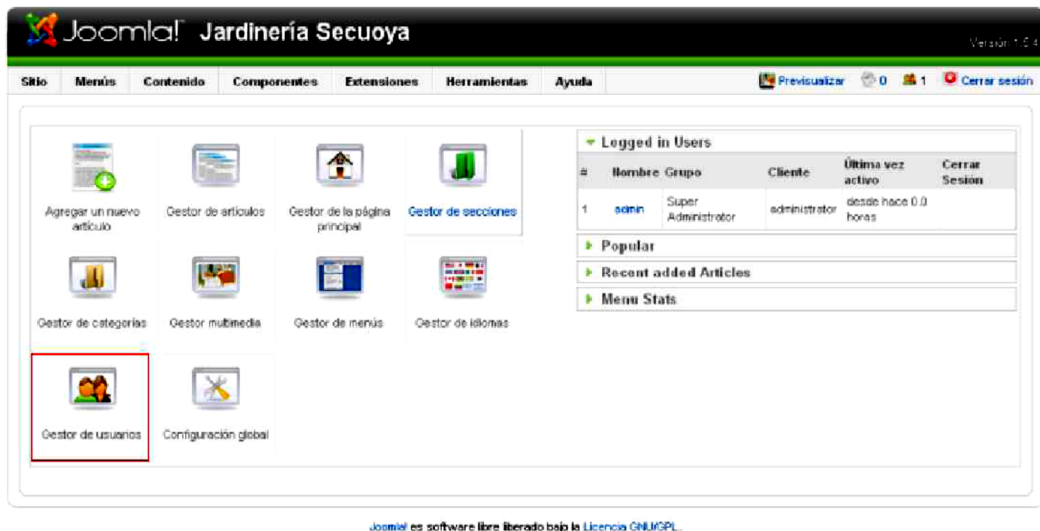 Joomla! Jardinería Secuoya
Versión 1.5.4
Sitio Menús Contenido Componentes Extensiones Herramientas Ayuda Previsualizar 0 1 Cerrar sesión
Agregar un nuevo artículo
Gestor de artículos
Gestor de la página principal
Gestor de secciones
Gestor de categorías
Gestor multimedia
Gestor de menús
Gestor de idiomas
Gestor de usuarios
Configuración global
Logged in Users
# Nombre Grupo Cliente Última vez activo Cerrar Sesión
1 admin Super Administrator administrator desde hace 0.0 horas
Popular
Recent added Articles
Menu Stats
Joomla! es software libre liberado bajo la Licencia GNU/GPL.